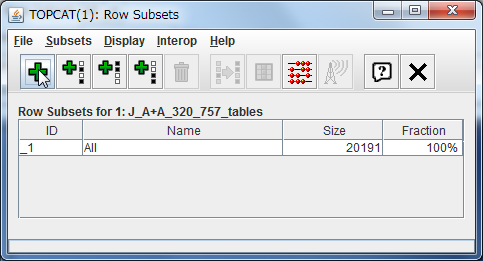 TOPCAT(1): Row Subsets
File Subsets Display Interop Help
Row Subsets for 1: J_A+A_320_757_tables
ID Name Size Fraction
_1 All 20191 100%